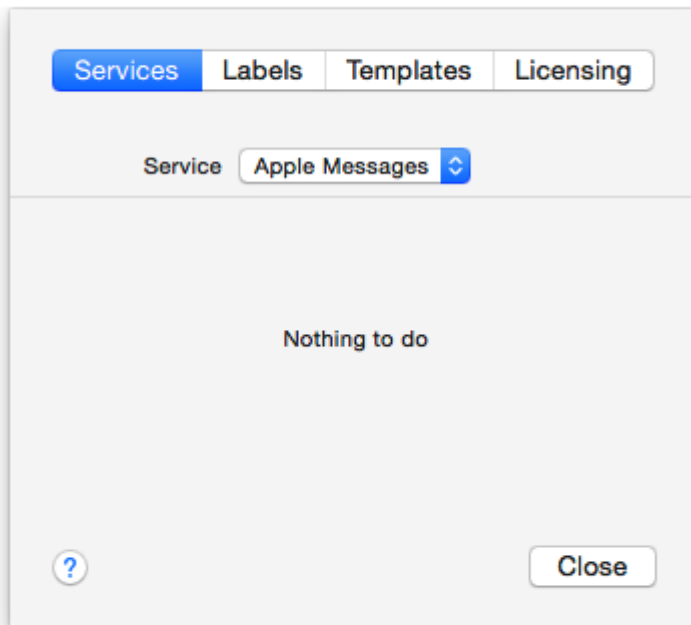 Services Labels Templates Licensing
Service Apple Messages
Nothing to do
? Close